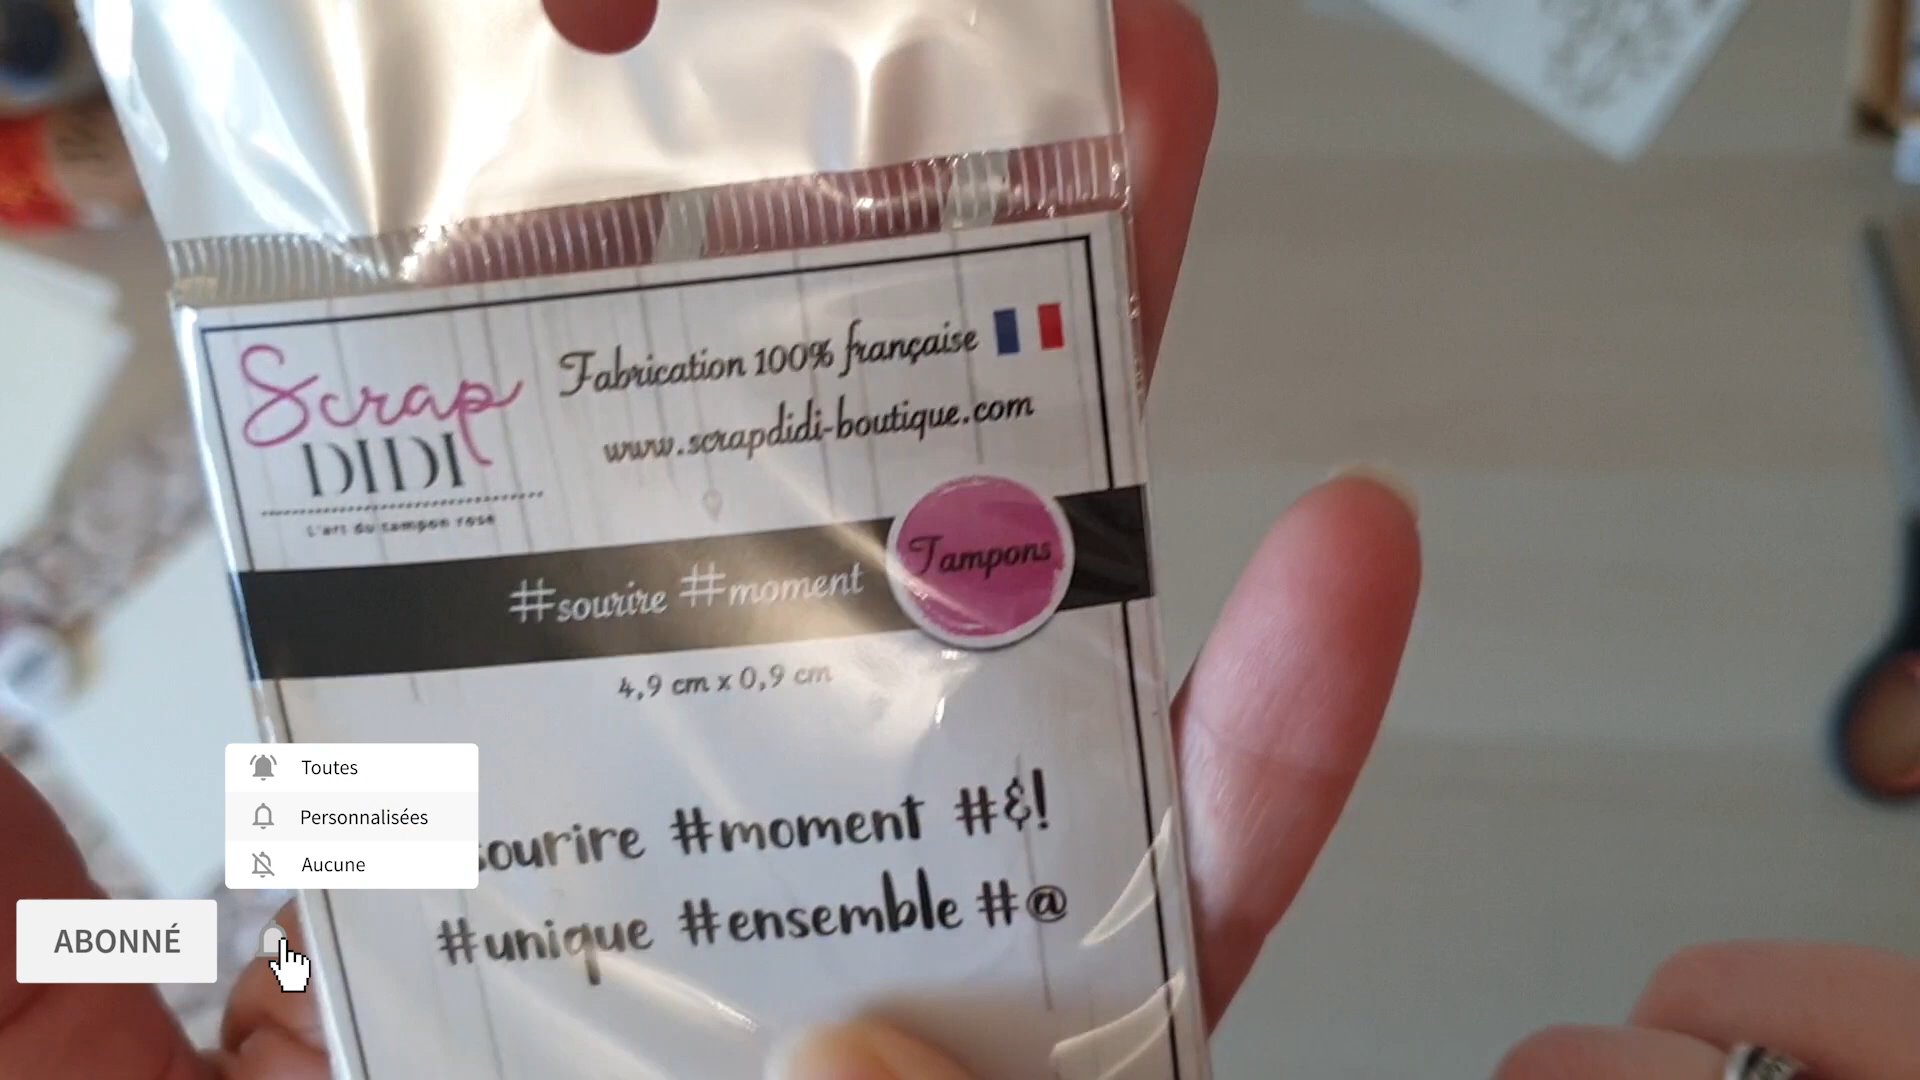 Scrap
DIDI
L'art du tampon rose
Fabrication 100% française
www.scrapdidi-boutique.com
#sourire #moment
Tampons
4,9 cm x 0,9 cm
sourire #moment #&!
#unique #ensemble #@
Toutes
Personnalisées
Aucune
ABONNÉ